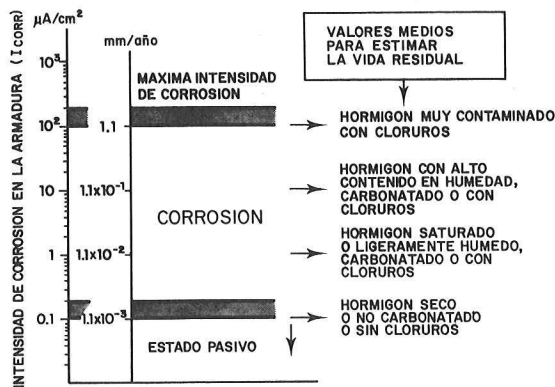 INTENSIDAD DE CORROSION EN LA ARMADURA (ICORR)
µA/cm²
mm/año
10³
10²
10
1
0.1
1.1
1.1x10⁻¹
1.1x10⁻²
1.1x10⁻³
MAXIMA INTENSIDAD
DE CORROSION
CORROSION
ESTADO PASIVO
VALORES MEDIOS
PARA ESTIMAR
LA VIDA RESIDUAL
HORMIGON MUY CONTAMINADO
CON CLORUROS
HORMIGON CON ALTO
CONTENIDO EN HUMEDAD,
CARBONATADO O CON
CLORUROS
HORMIGON SATURADO
O LIGERAMENTE HUMEDO,
CARBONATADO O CON
CLORUROS
HORMIGON SECO
O NO CARBONATADO
O SIN CLORUROS